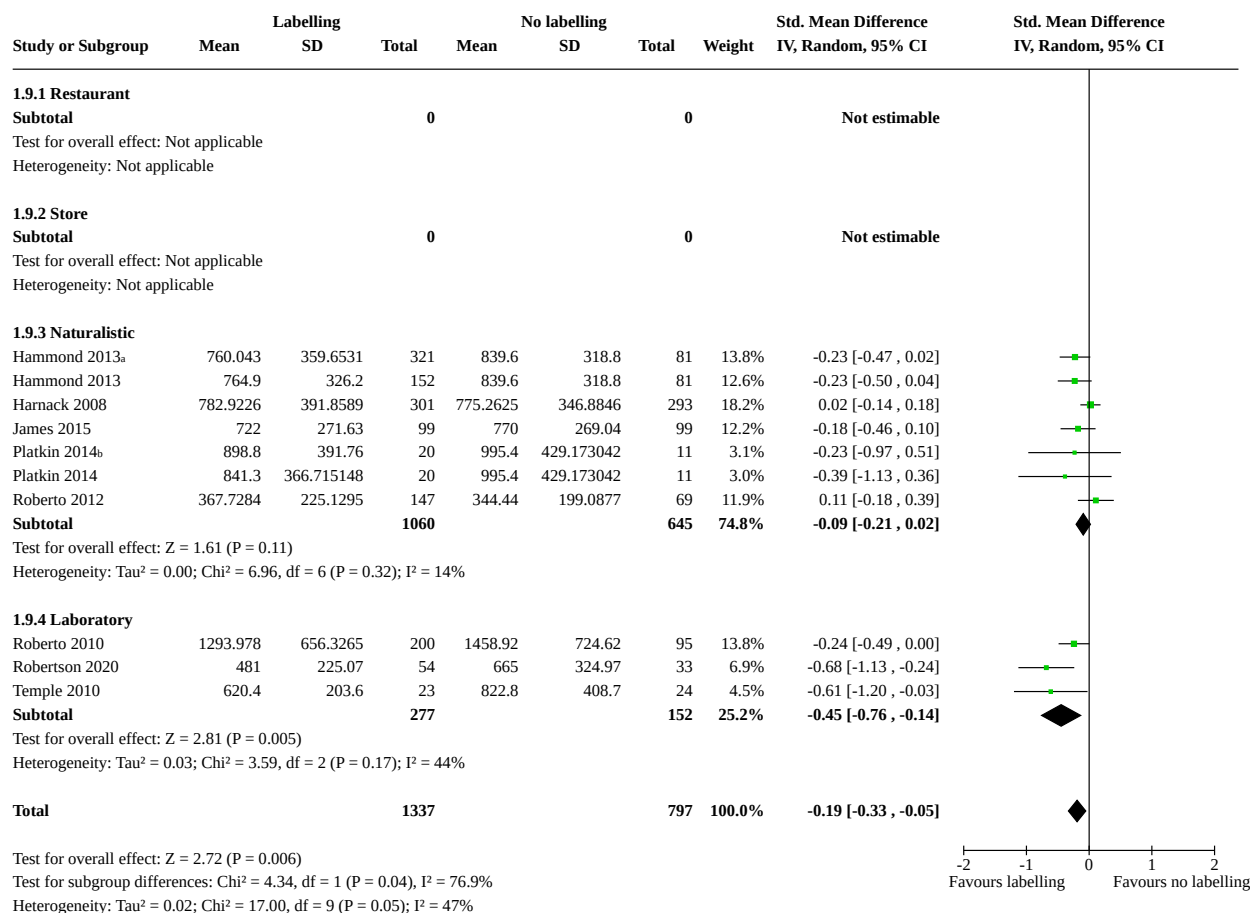 Labelling No labelling Std. Mean Difference Std. Mean Difference
Study or Subgroup Mean SD Total Mean SD Total Weight IV, Random, 95% CI IV, Random, 95% CI
1.9.1 Restaurant
Subtotal 0 0 Not estimable
Test for overall effect: Not applicable
Heterogeneity: Not applicable
1.9.2 Store
Subtotal 0 0 Not estimable
Test for overall effect: Not applicable
Heterogeneity: Not applicable
1.9.3 Naturalistic
Hammond 2013a 760.043 359.6531 321 839.6 318.8 81 13.8% -0.23 [-0.47 , 0.02]
Hammond 2013 764.9 326.2 152 839.6 318.8 81 12.6% -0.23 [-0.50 , 0.04]
Harnack 2008 782.9226 391.8589 301 775.2625 346.8846 293 18.2% 0.02 [-0.14 , 0.18]
James 2015 722 271.63 99 770 269.04 99 12.2% -0.18 [-0.46 , 0.10]
Platkin 2014b 898.8 391.76 20 995.4 429.173042 11 3.1% -0.23 [-0.97 , 0.51]
Platkin 2014 841.3 366.715148 20 995.4 429.173042 11 3.0% -0.39 [-1.13 , 0.36]
Roberto 2012 367.7284 225.1295 147 344.44 199.0877 69 11.9% 0.11 [-0.18 , 0.39]
Subtotal 1060 645 74.8% -0.09 [-0.21 , 0.02]
Test for overall effect: Z = 1.61 (P = 0.11)
Heterogeneity: Tau² = 0.00; Chi² = 6.96, df = 6 (P = 0.32); I² = 14%
1.9.4 Laboratory
Roberto 2010 1293.978 656.3265 200 1458.92 724.62 95 13.8% -0.24 [-0.49 , 0.00]
Robertson 2020 481 225.07 54 665 324.97 33 6.9% -0.68 [-1.13 , -0.24]
Temple 2010 620.4 203.6 23 822.8 408.7 24 4.5% -0.61 [-1.20 , -0.03]
Subtotal 277 152 25.2% -0.45 [-0.76 , -0.14]
Test for overall effect: Z = 2.81 (P = 0.005)
Heterogeneity: Tau² = 0.03; Chi² = 3.59, df = 2 (P = 0.17); I² = 44%
Total 1337 797 100.0% -0.19 [-0.33 , -0.05]
Test for overall effect: Z = 2.72 (P = 0.006)
Test for subgroup differences: Chi² = 4.34, df = 1 (P = 0.04), I² = 76.9%
Heterogeneity: Tau² = 0.02; Chi² = 17.00, df = 9 (P = 0.05); I² = 47%
-2 -1 0 1 2
Favours labelling Favours no labelling